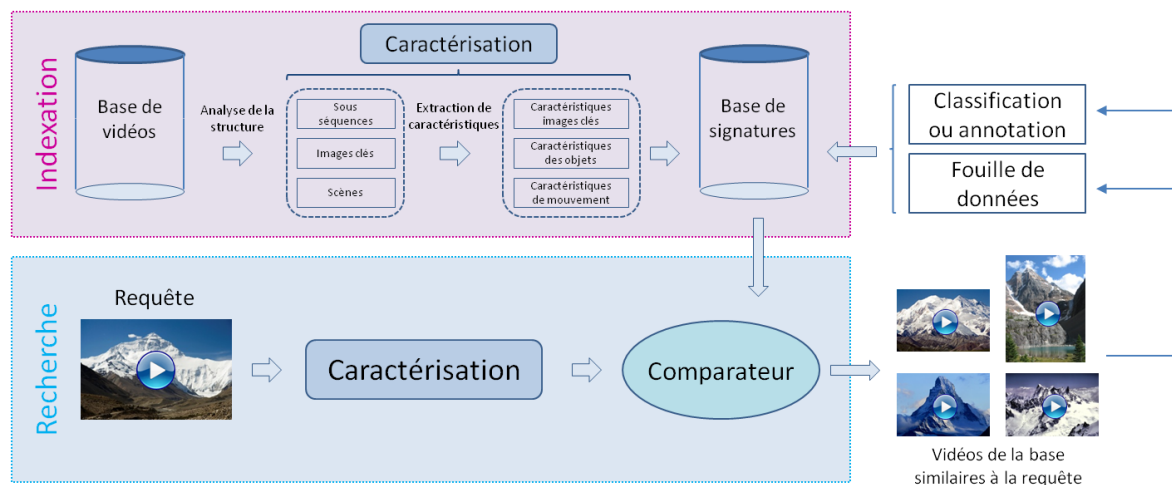 Indexation
Base de
vidéos
Analyse de la
structure
Caractérisation
Sous
séquences
Images clés
Scènes
Extraction de
caractéristiques
Caractéristiques
images clés
Caractéristiques
des objets
Caractéristiques
de mouvement
Base de
signatures
Classification
ou annotation
Fouille de
données
Recherche
Requête
Caractérisation
Comparateur
Vidéos de la base
similaires à la requête